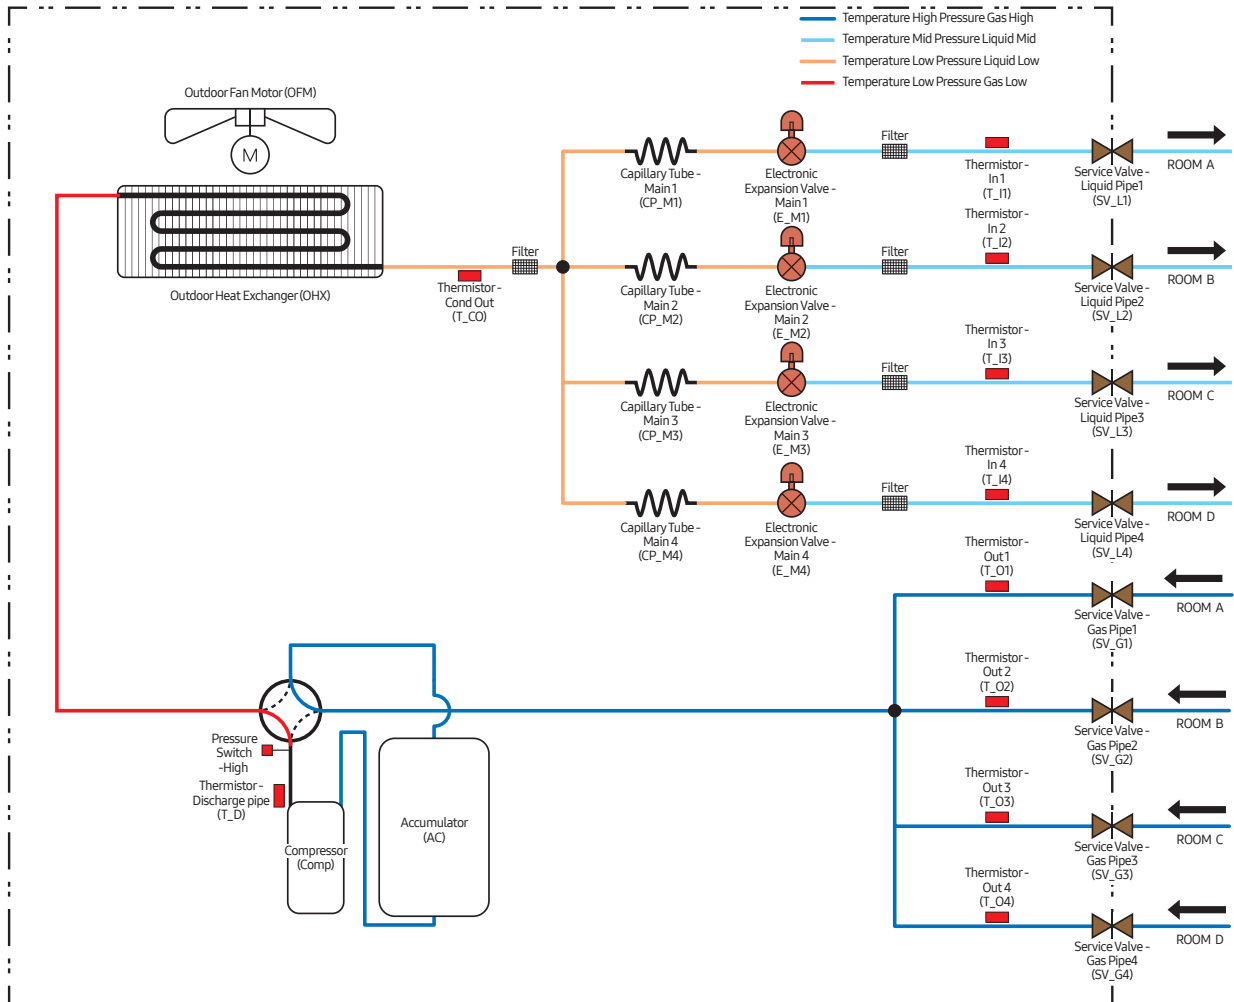 Temperature High Pressure Gas High
Temperature Mid Pressure Liquid Mid
Temperature Low Pressure Liquid Low
Temperature Low Pressure Gas Low
Outdoor Fan Motor (OFM)
M
Outdoor Heat Exchanger (OHX)
Thermistor-
Cond Out
(T_CO)
Filter
Capillary Tube -
Main 1
(CP_M1)
Electronic
Expansion Valve -
Main 1
(E_M1)
Filter
Thermistor-
In 1
(T_I1)
Service Valve -
Liquid Pipe1
(SV_L1)
ROOM A
Capillary Tube -
Main 2
(CP_M2)
Electronic
Expansion Valve -
Main 2
(E_M2)
Filter
Thermistor-
In 2
(T_I2)
Service Valve -
Liquid Pipe2
(SV_L2)
ROOM B
Capillary Tube -
Main 3
(CP_M3)
Electronic
Expansion Valve -
Main 3
(E_M3)
Filter
Thermistor-
In 3
(T_I3)
Service Valve -
Liquid Pipe3
(SV_L3)
ROOM C
Capillary Tube -
Main 4
(CP_M4)
Electronic
Expansion Valve -
Main 4
(E_M4)
Filter
Thermistor-
In 4
(T_I4)
Service Valve -
Liquid Pipe4
(SV_L4)
ROOM D
Thermistor-
Out 1
(T_O1)
Service Valve -
Gas Pipe1
(SV_G1)
ROOM A
Thermistor-
Out 2
(T_O2)
Service Valve -
Gas Pipe2
(SV_G2)
ROOM B
Thermistor-
Out 3
(T_O3)
Service Valve -
Gas Pipe3
(SV_G3)
ROOM C
Thermistor-
Out 4
(T_O4)
Service Valve -
Gas Pipe4
(SV_G4)
ROOM D
Pressure
Switch
-High
Thermistor-
Discharge pipe
(T_D)
Compressor
(Comp)
Accumulator
(AC)